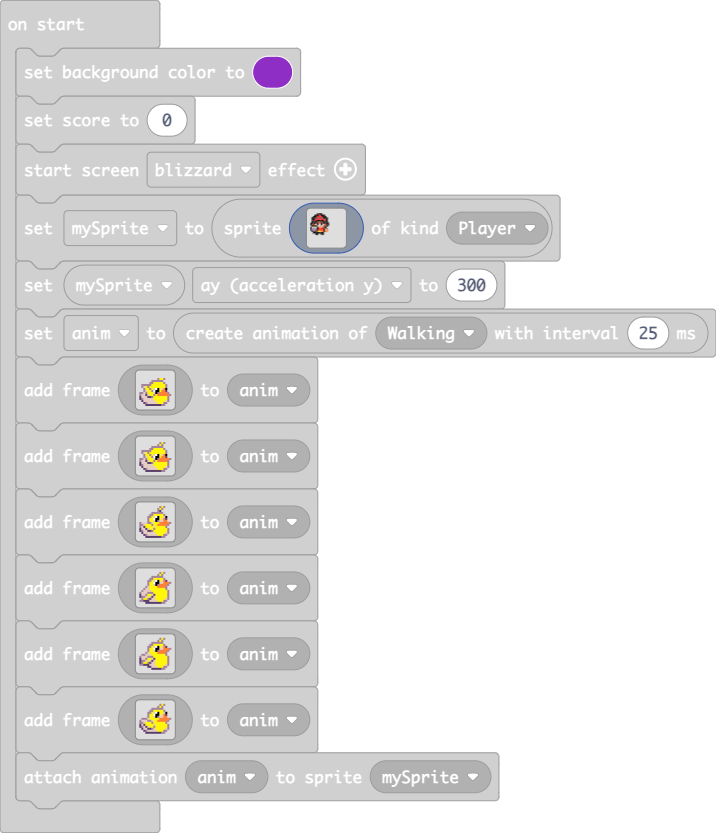 on start
set background color to
set score to 0
start screen blizzard effect
set mySprite to sprite of kind Player
set mySprite ay (acceleration y) to 300
set anim to create animation of Walking with interval 25 ms
add frame to anim
add frame to anim
add frame to anim
add frame to anim
add frame to anim
add frame to anim
attach animation anim to sprite mySprite